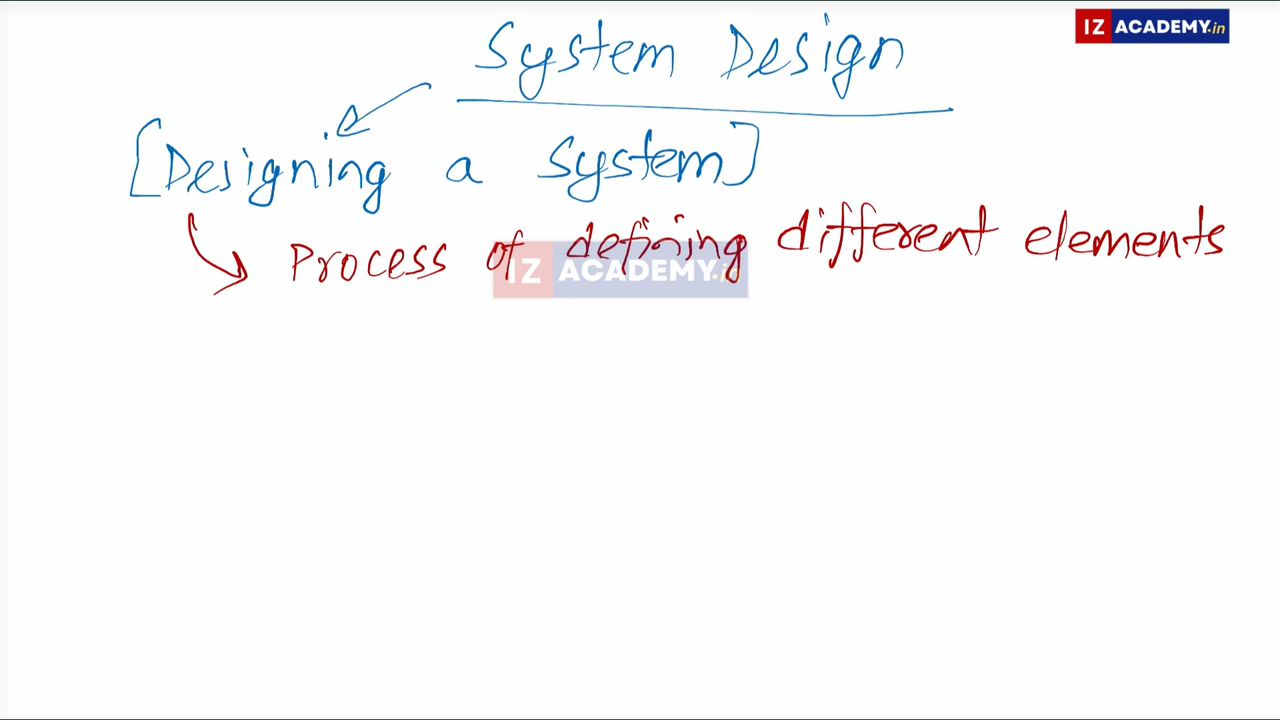 System Design
IZ ACADEMY.in
[Designing a System]
Process of defining different elements
IZ ACADEMY.in